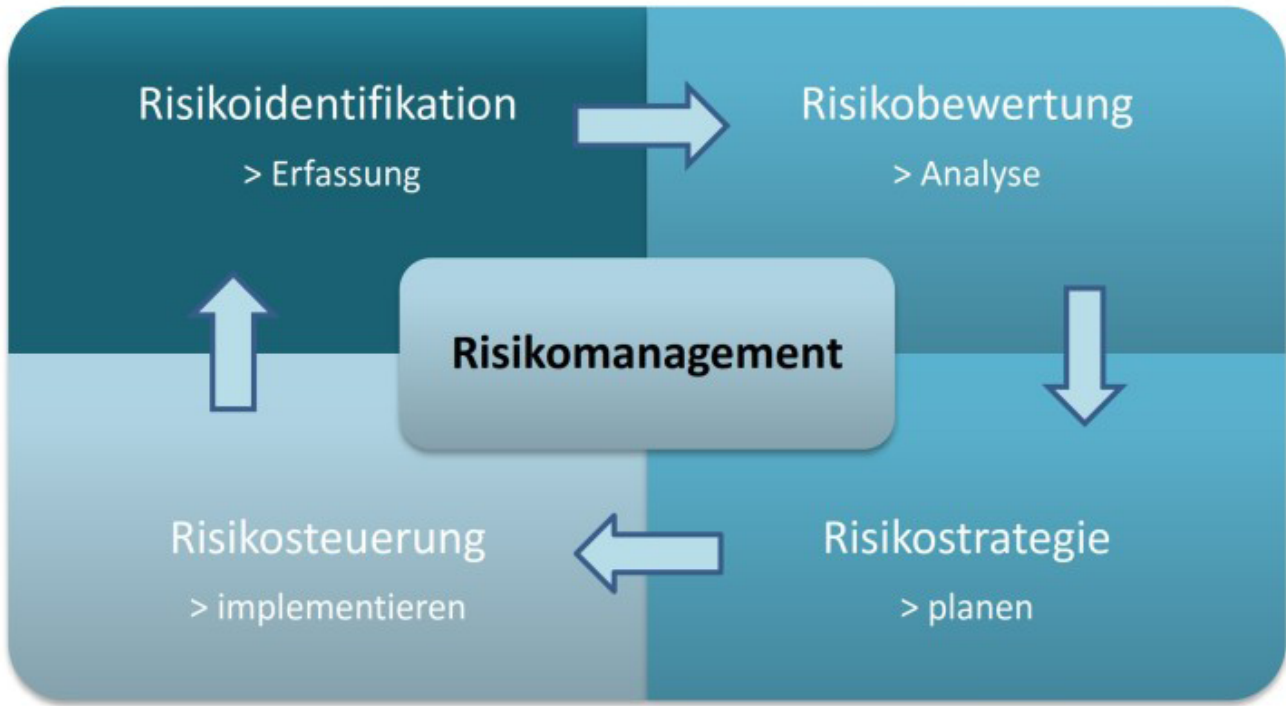 Risikoidentifikation
> Erfassung
Risikobewertung
> Analyse
Risikomanagement
Risikosteuerung
> implementieren
Risikostrategie
> planen